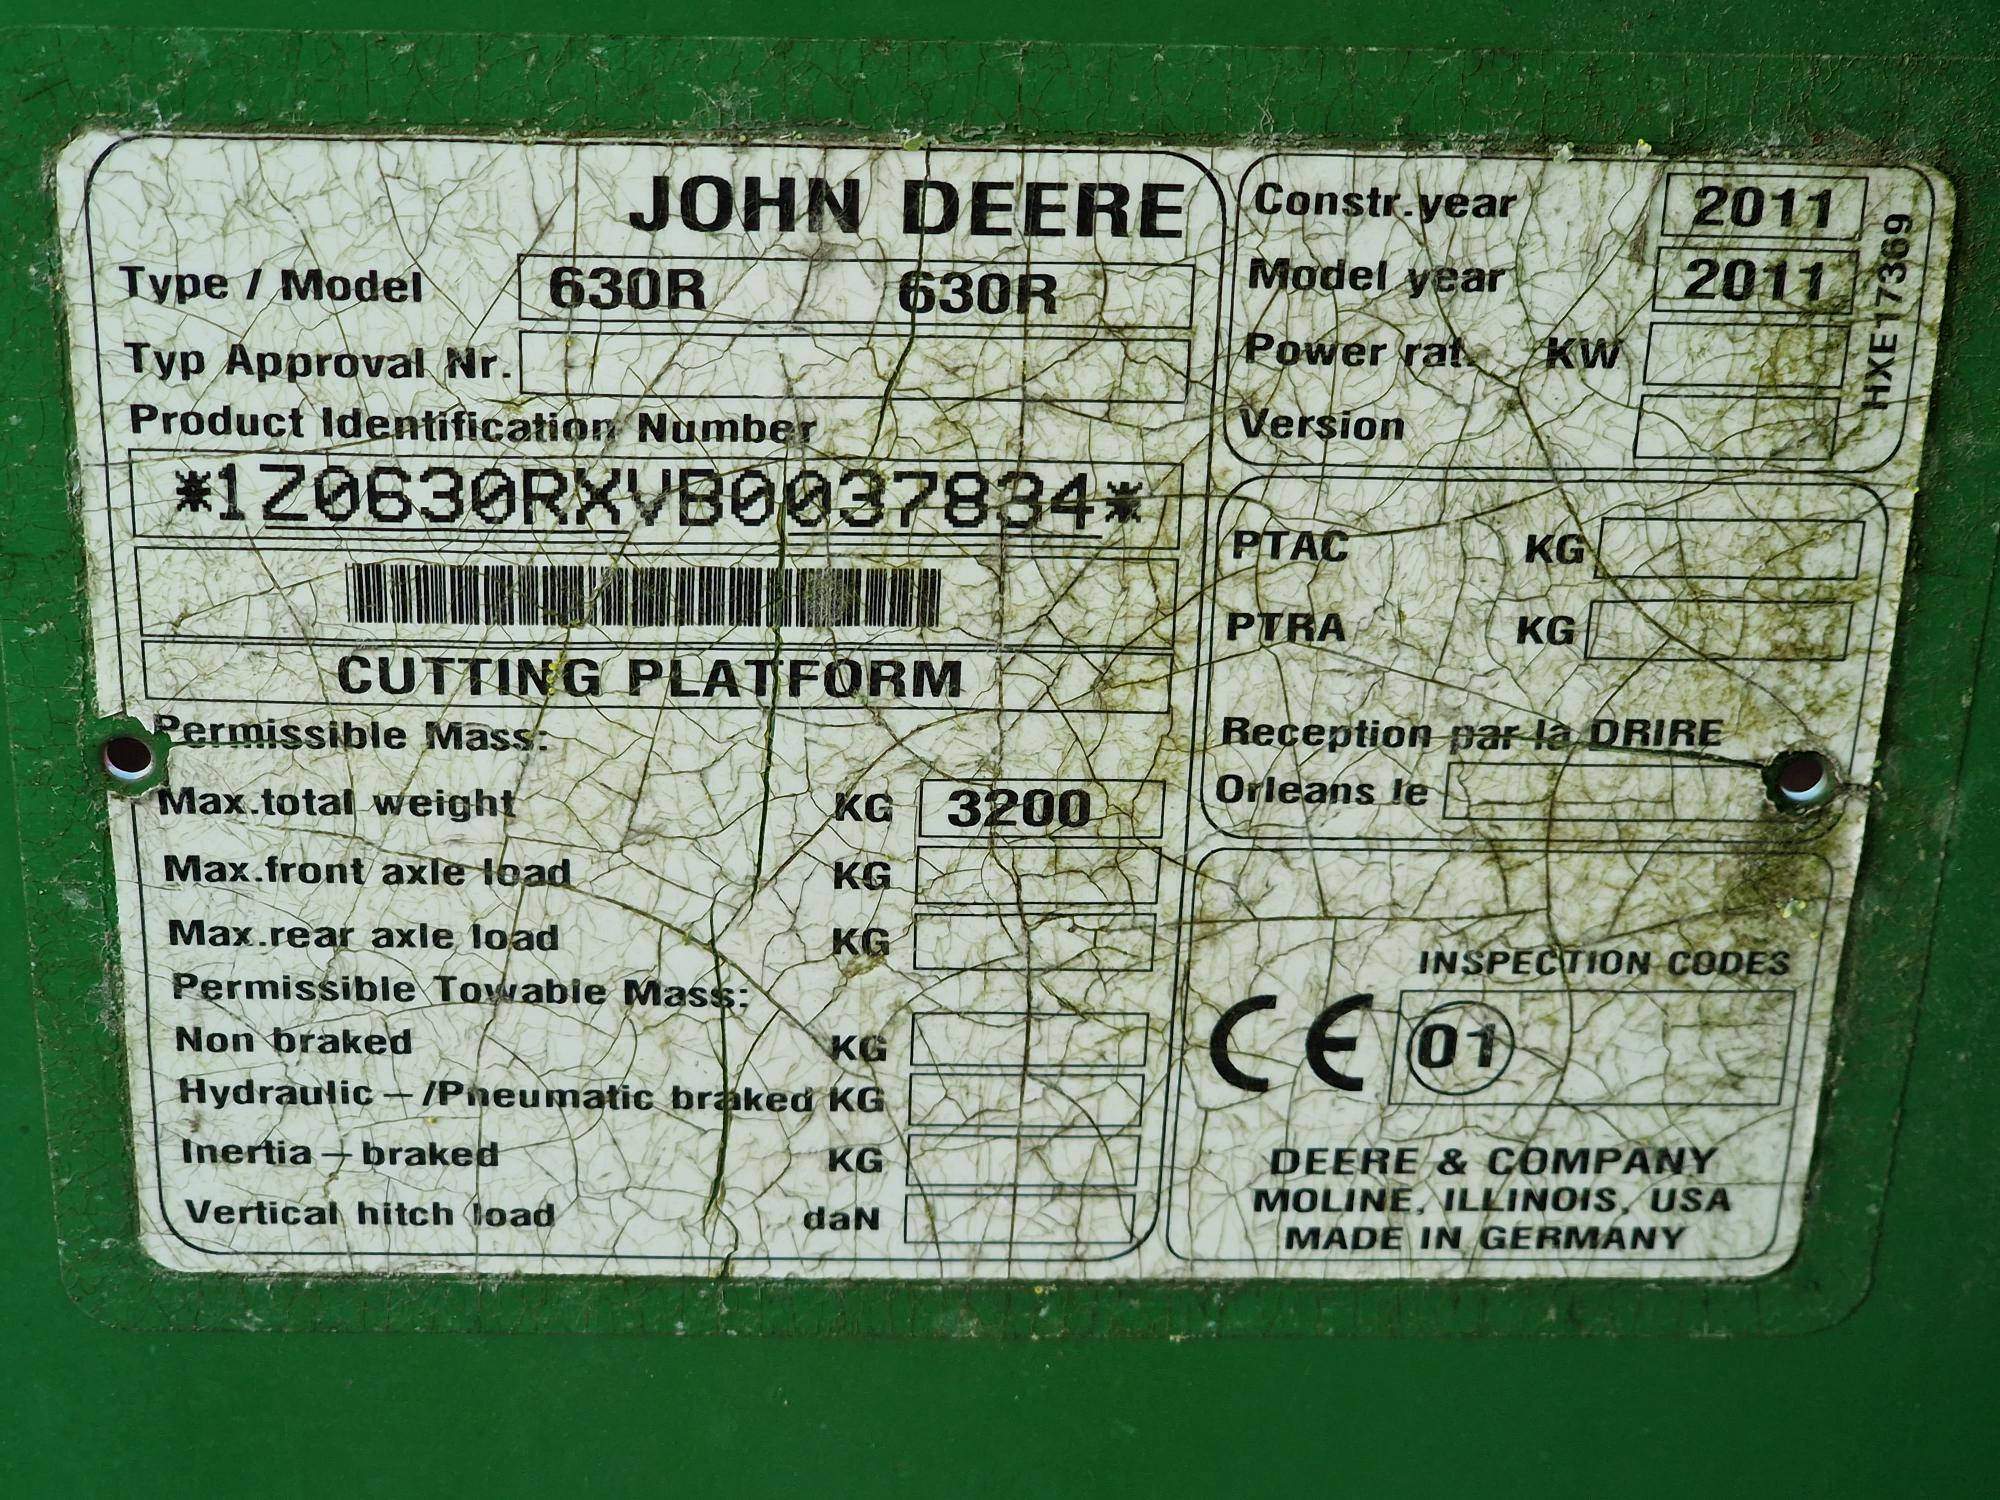 JOHN DEERE
Type / Model 630R 630R
Typ Approval Nr.
Product Identification Number
*1Z0630RXVB0037834*
CUTTING PLATFORM
Permissible Mass:
Max.total weight KG 3200
Max.front axle load KG
Max.rear axle load KG
Permissible Towable Mass:
Non braked KG
Hydraulic – /Pneumatic braked KG
Inertia – braked KG
Vertical hitch load daN
Constr.year 2011
Model year 2011
Power rat. KW
Version
HXE17369
PTAC KG
PTRA KG
Reception par la DRIRE
Orleans le
INSPECTION CODES
CE 01
DEERE & COMPANY
MOLINE, ILLINOIS, USA
MADE IN GERMANY